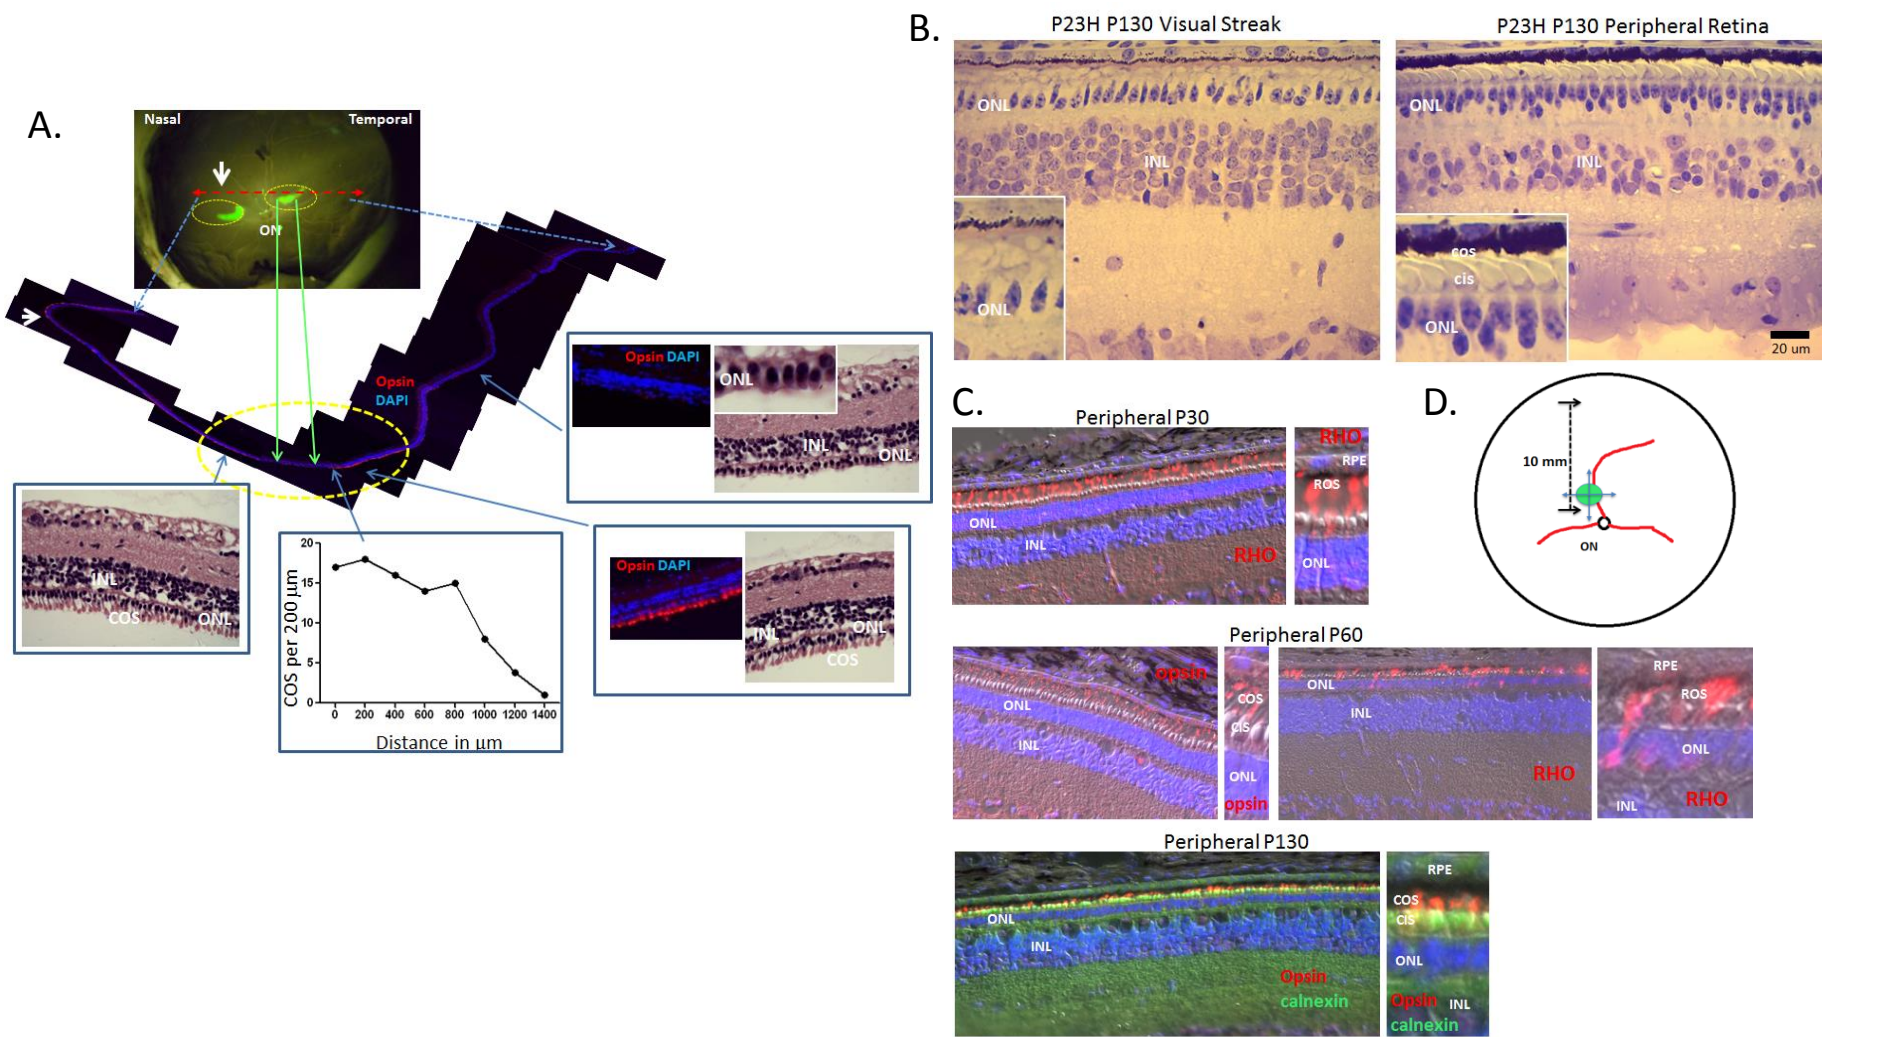 A.
Nasal
Temporal
ON
Opsin
DAPI
Opsin DAPI
ONL
INL
ONL
INL
COS
ONL
COS per 200 µm
20
15
10
5
0
0 200 400 600 800 1000 1200 1400
Distance in µm
Opsin DAPI
INL
ONL
COS
B.
P23H P130 Visual Streak
ONL
INL
ONL
P23H P130 Peripheral Retina
ONL
INL
cos
cis
ONL
20 um
C.
Peripheral P30
ONL
INL
RHO
RHO
RPE
ROS
ONL
Peripheral P60
opsin
ONL
INL
COS
CIS
ONL
opsin
ONL
INL
RHO
RPE
ROS
ONL
INL
RHO
Peripheral P130
ONL
INL
Opsin
calnexin
RPE
COS
CIS
ONL
Opsin
INL
calnexin
D.
10 mm
ON